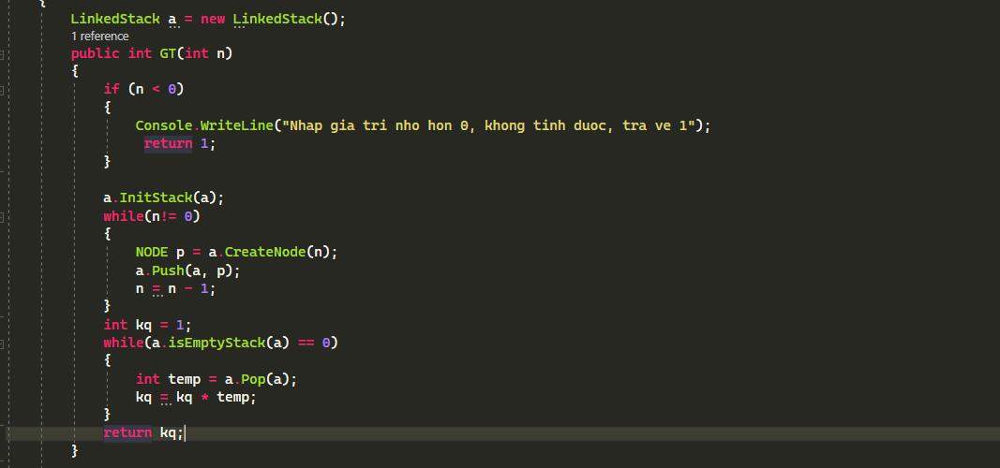 {
LinkedStack a = new LinkedStack();
1 reference
public int GT(int n)
{
if (n < 0)
{
Console.WriteLine("Nhap gia tri nho hon 0, khong tinh duoc, tra ve 1");
return 1;
}
a.InitStack(a);
while(n!= 0)
{
NODE p = a.CreateNode(n);
a.Push(a, p);
n = n - 1;
}
int kq = 1;
while(a.isEmptyStack(a) == 0)
{
int temp = a.Pop(a);
kq = kq * temp;
}
return kq;
}